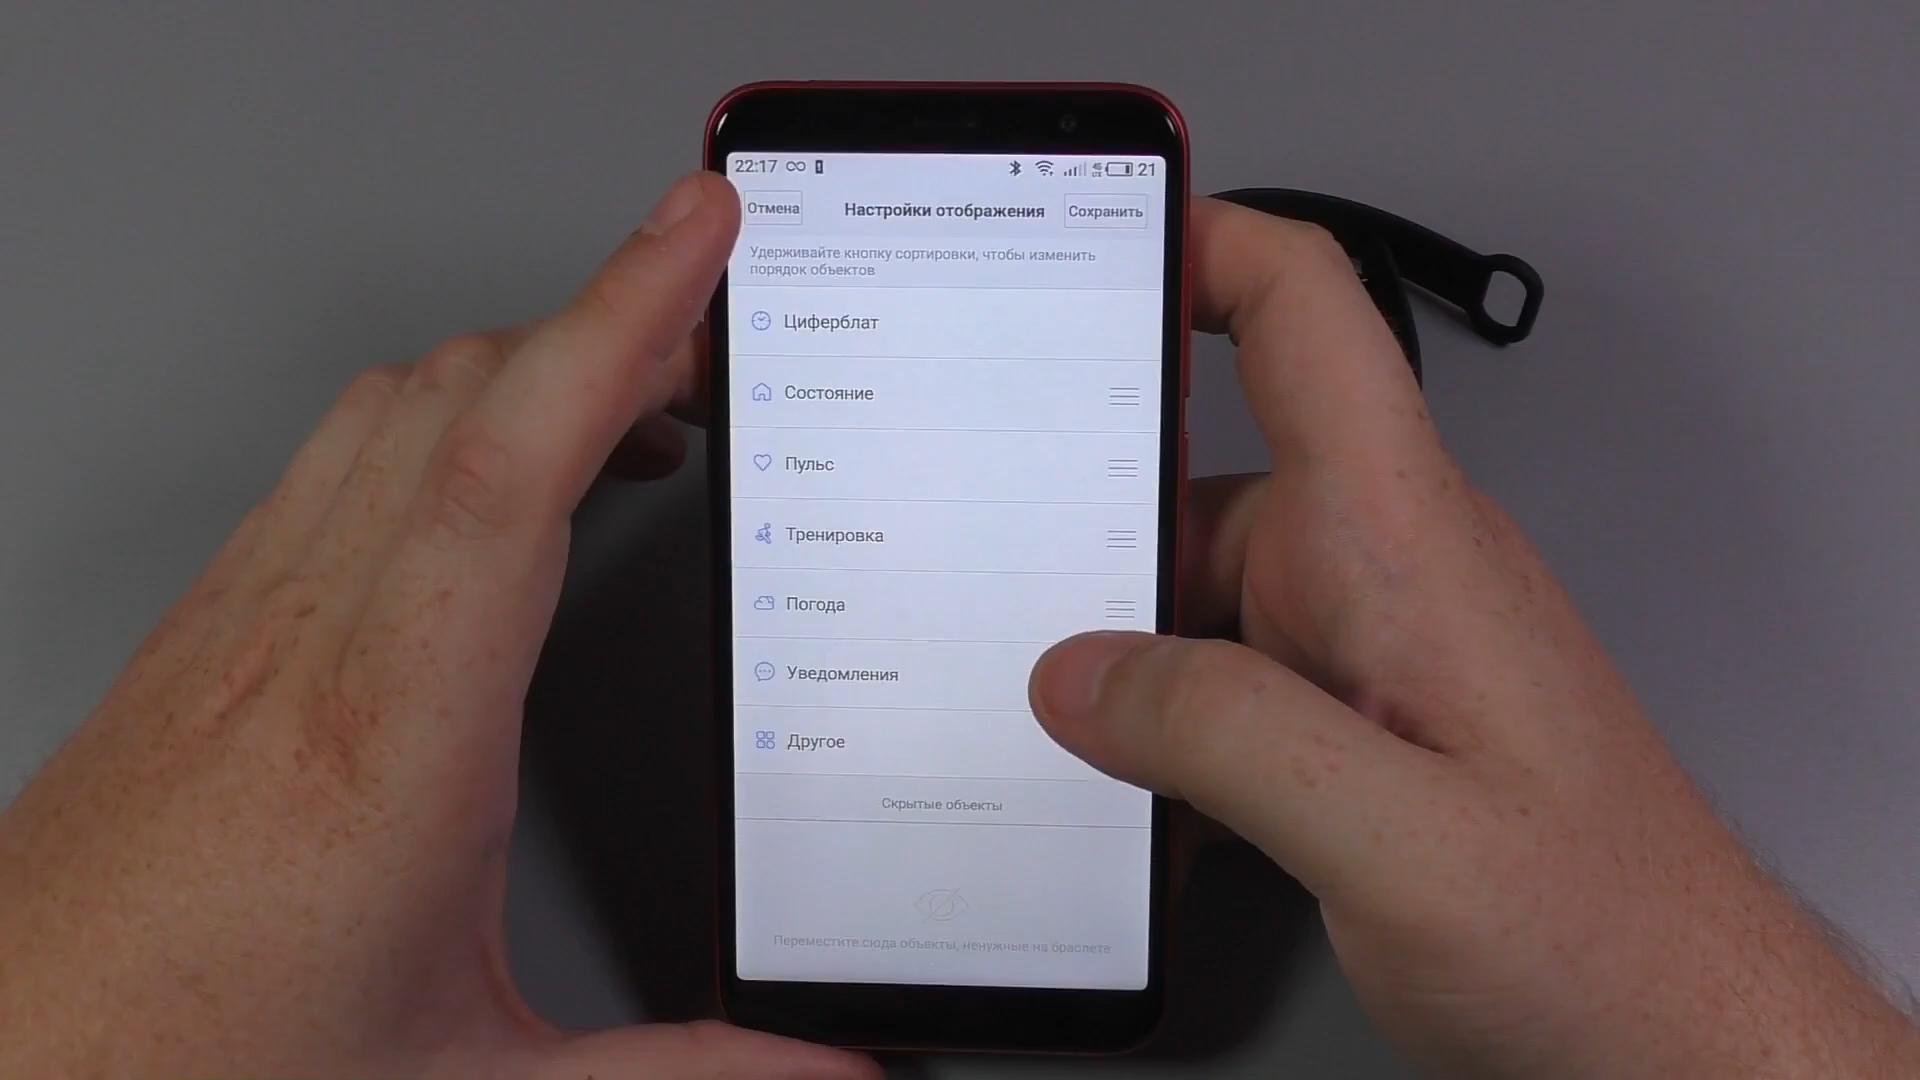 22:17
21
Отмена
Настройки отображения
Сохранить
Удерживайте кнопку сортировки, чтобы изменить
порядок объектов
Циферблат
Состояние
Пульс
Тренировка
Погода
Уведомления
Другое
Скрытые объекты
Переместите сюда объекты, ненужные на браслете